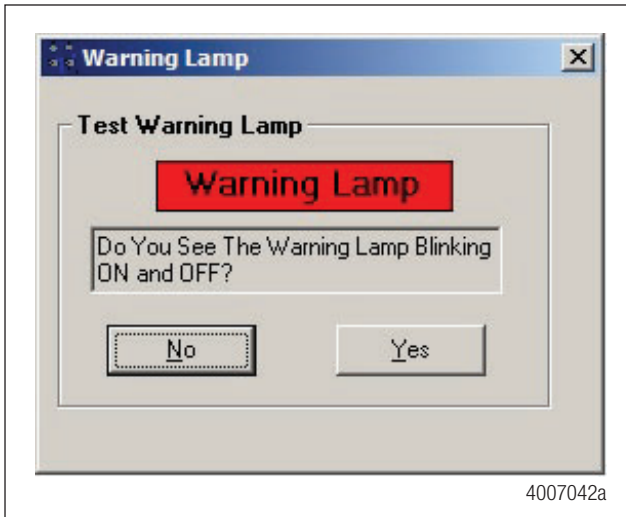 Warning Lamp
Test Warning Lamp
Warning Lamp
Do You See The Warning Lamp Blinking
ON and OFF?
No
Yes
4007042a